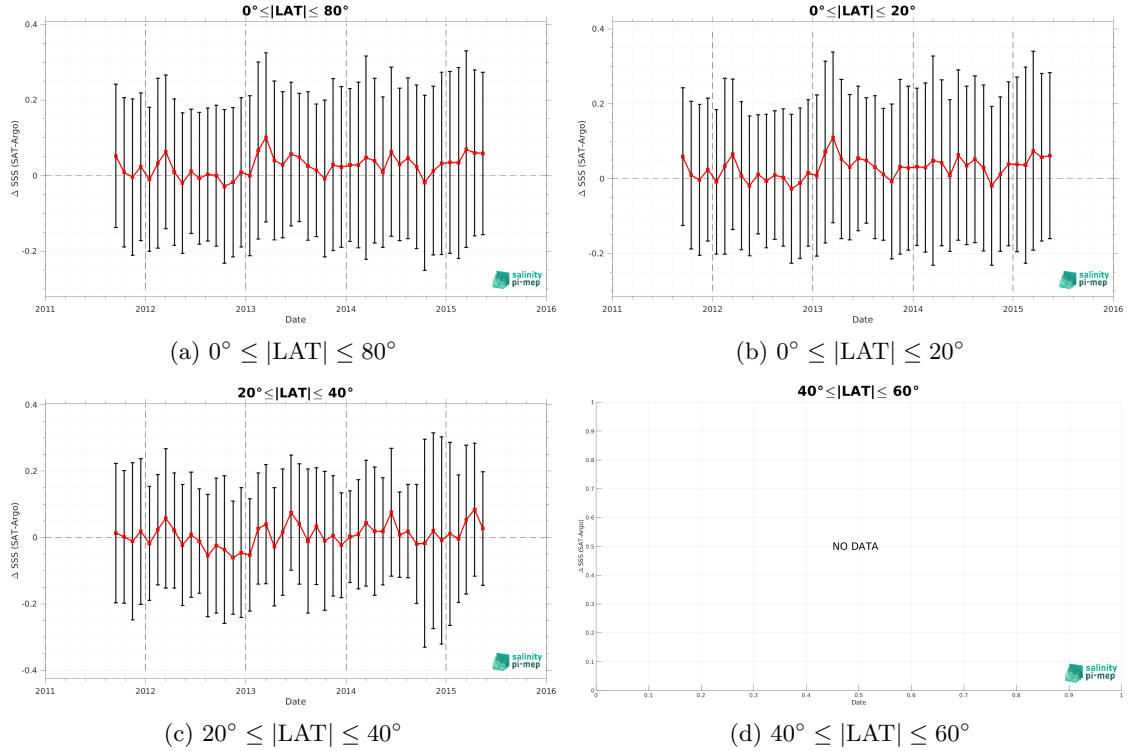 0°≤|LAT|≤ 80°
0.4
0.2
0
-0.2
Δ SSS (SAT-Argo)
2011 2012 2013 2014 2015 2016
Date
salinity
pi-mep
(a) 0° ≤ |LAT| ≤ 80°
0°≤|LAT|≤ 20°
0.4
0.2
0
-0.2
Δ SSS (SAT-Argo)
2011 2012 2013 2014 2015 2016
Date
salinity
pi-mep
(b) 0° ≤ |LAT| ≤ 20°
20°≤|LAT|≤ 40°
0.4
0.2
0
-0.2
-0.4
Δ SSS (SAT-Argo)
2011 2012 2013 2014 2015 2016
Date
salinity
pi-mep
(c) 20° ≤ |LAT| ≤ 40°
40°≤|LAT|≤ 60°
1
0.9
0.8
0.7
0.6
0.5
0.4
0.3
0.2
0.1
0
Δ SSS (SAT-Argo)
NO DATA
0 0.1 0.2 0.3 0.4 0.5 0.6 0.7 0.8 0.9 1
Date
salinity
pi-mep
(d) 40° ≤ |LAT| ≤ 60°